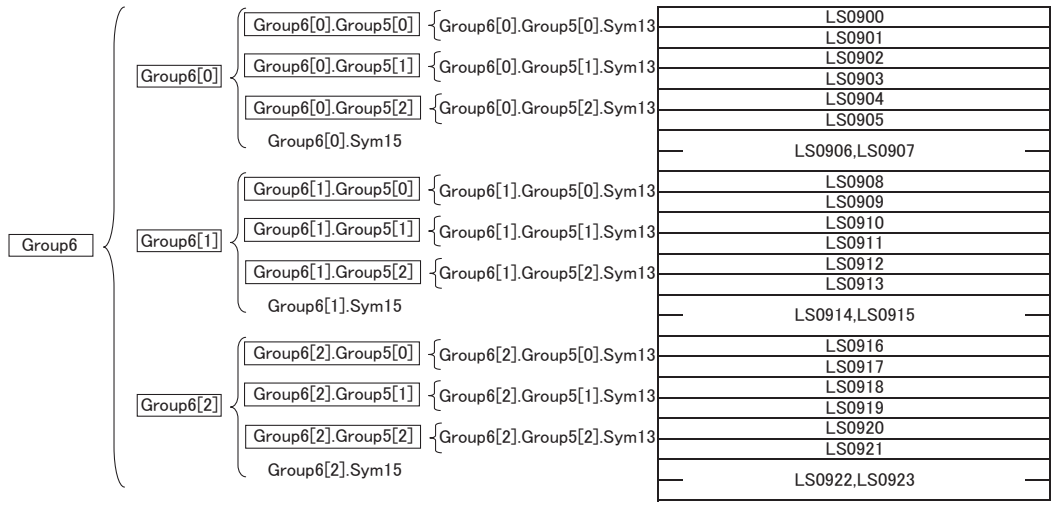 Group6[0].Group5[0] Group6[0].Group5[0].Sym13 LS0900
LS0901
Group6[0] Group6[0].Group5[1] Group6[0].Group5[1].Sym13 LS0902
LS0903
Group6[0].Group5[2] Group6[0].Group5[2].Sym13 LS0904
LS0905
Group6[0].Sym15 LS0906,LS0907
Group6[1].Group5[0] Group6[1].Group5[0].Sym13 LS0908
LS0909
Group6 Group6[1] Group6[1].Group5[1] Group6[1].Group5[1].Sym13 LS0910
LS0911
Group6[1].Group5[2] Group6[1].Group5[2].Sym13 LS0912
LS0913
Group6[1].Sym15 LS0914,LS0915
Group6[2].Group5[0] Group6[2].Group5[0].Sym13 LS0916
LS0917
Group6[2] Group6[2].Group5[1] Group6[2].Group5[1].Sym13 LS0918
LS0919
Group6[2].Group5[2] Group6[2].Group5[2].Sym13 LS0920
LS0921
Group6[2].Sym15 LS0922,LS0923